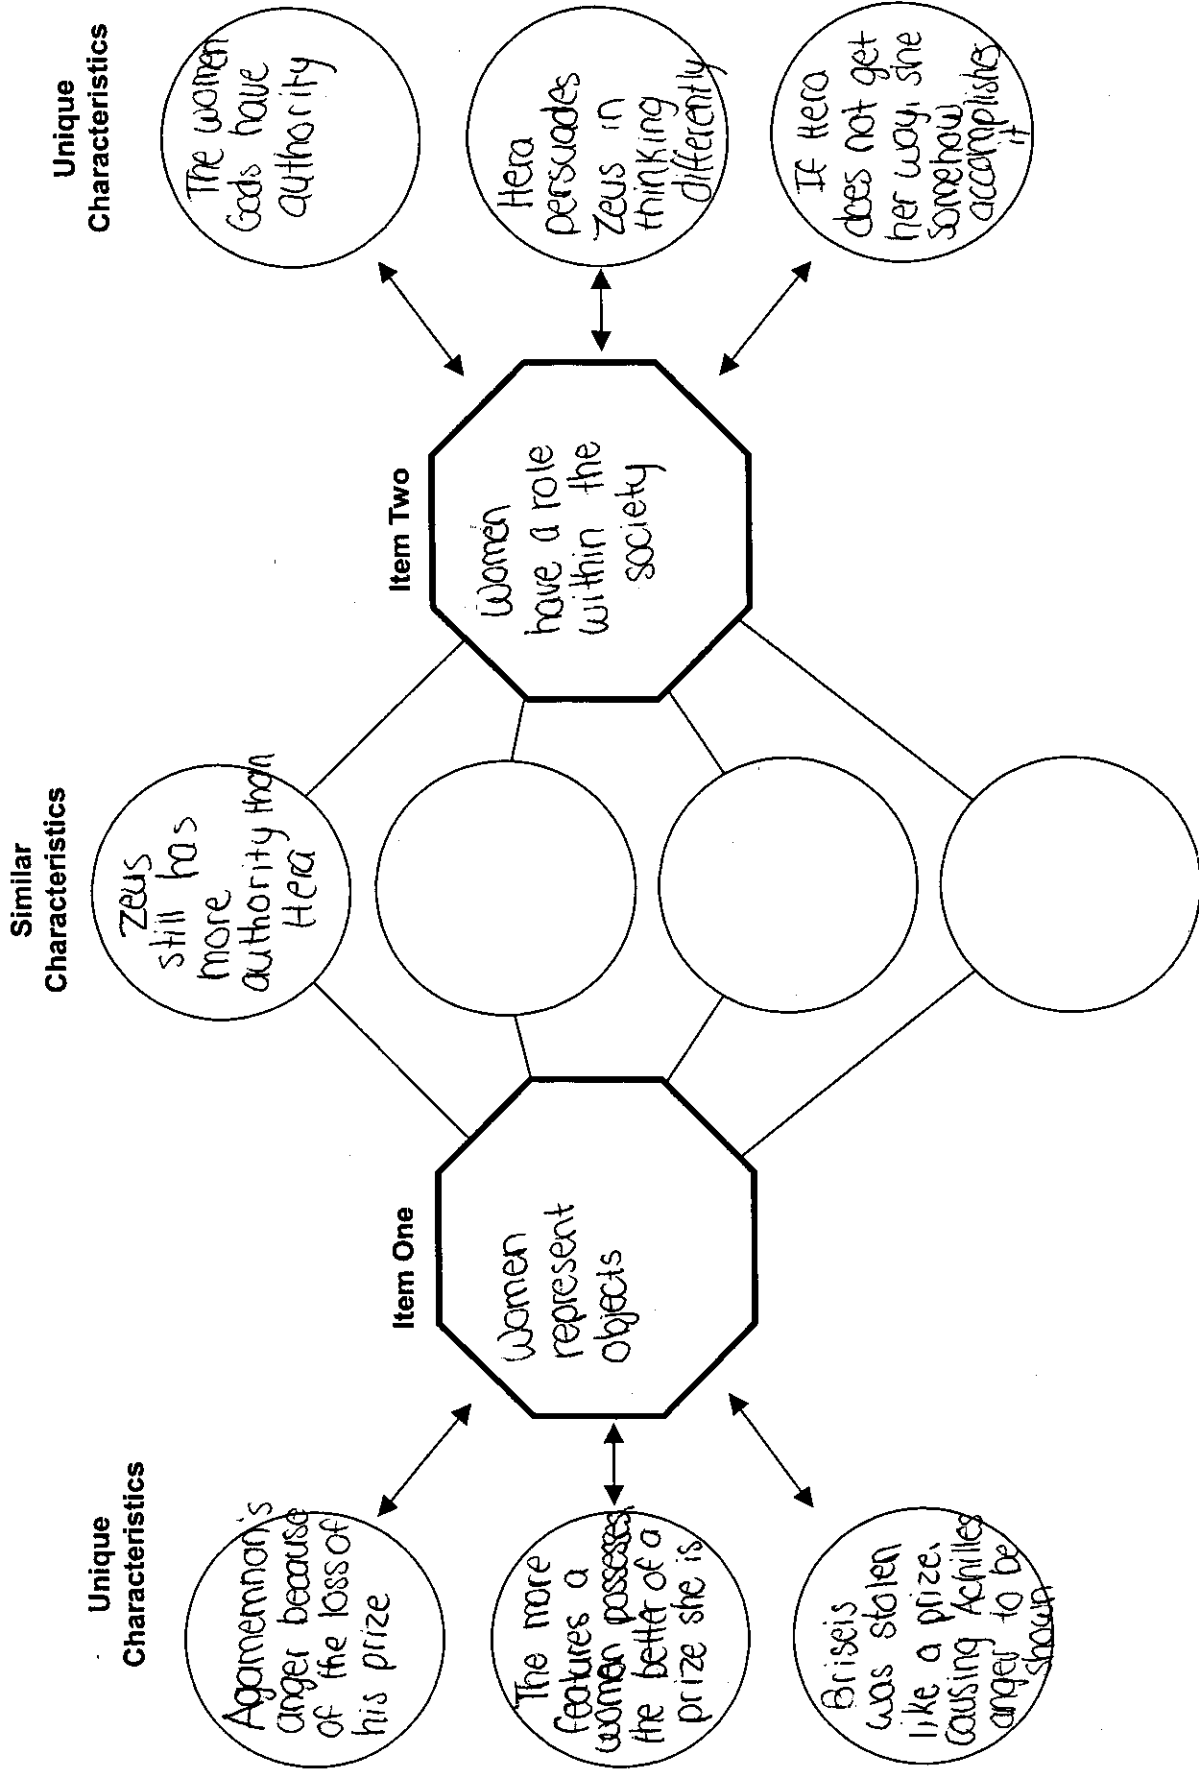 Unique
Characteristics
Agamemnon's
anger because
of the loss of
his prize
The more
features a
women possesses,
the better of a
prize she is
Briseis
was stolen
like a prize.
causing Achilles
anger to be
shown
Item One
Women
represent
objects
Similar
Characteristics
Zeus
still has
more
authority than
Hera
Item Two
Women
have a role
within the
society
Unique
Characteristics
The women
Gods have
authority
Hera
persuades
Zeus in
thinking
differently
If Hera
does not get
her way, she
somehow
accomplishes
it